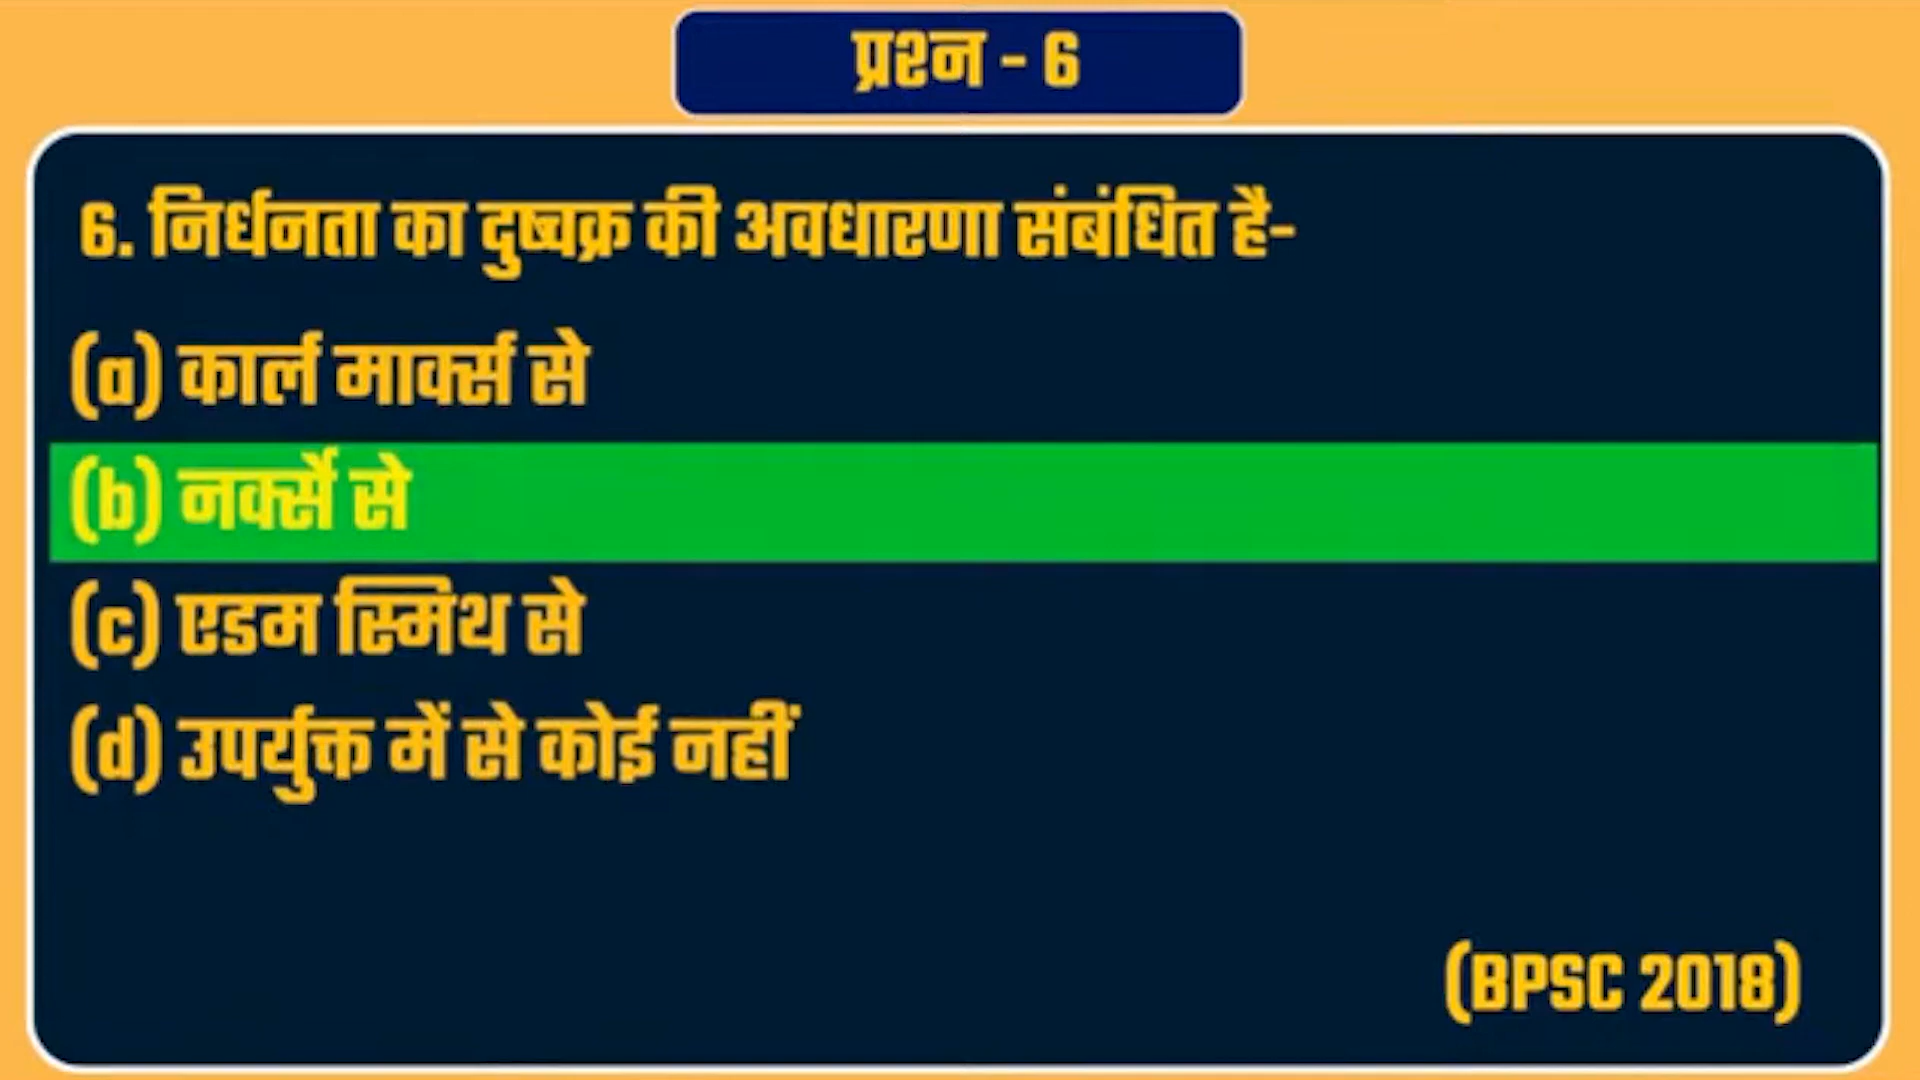 प्रश्न - 6
6. निर्धनता का दुष्चक्र की अवधारणा संबंधित है-
(a) कार्ल मार्क्स से
(b) नर्क्से से
(c) एडम स्मिथ से
(d) उपर्युक्त में से कोई नहीं
(BPSC 2018)